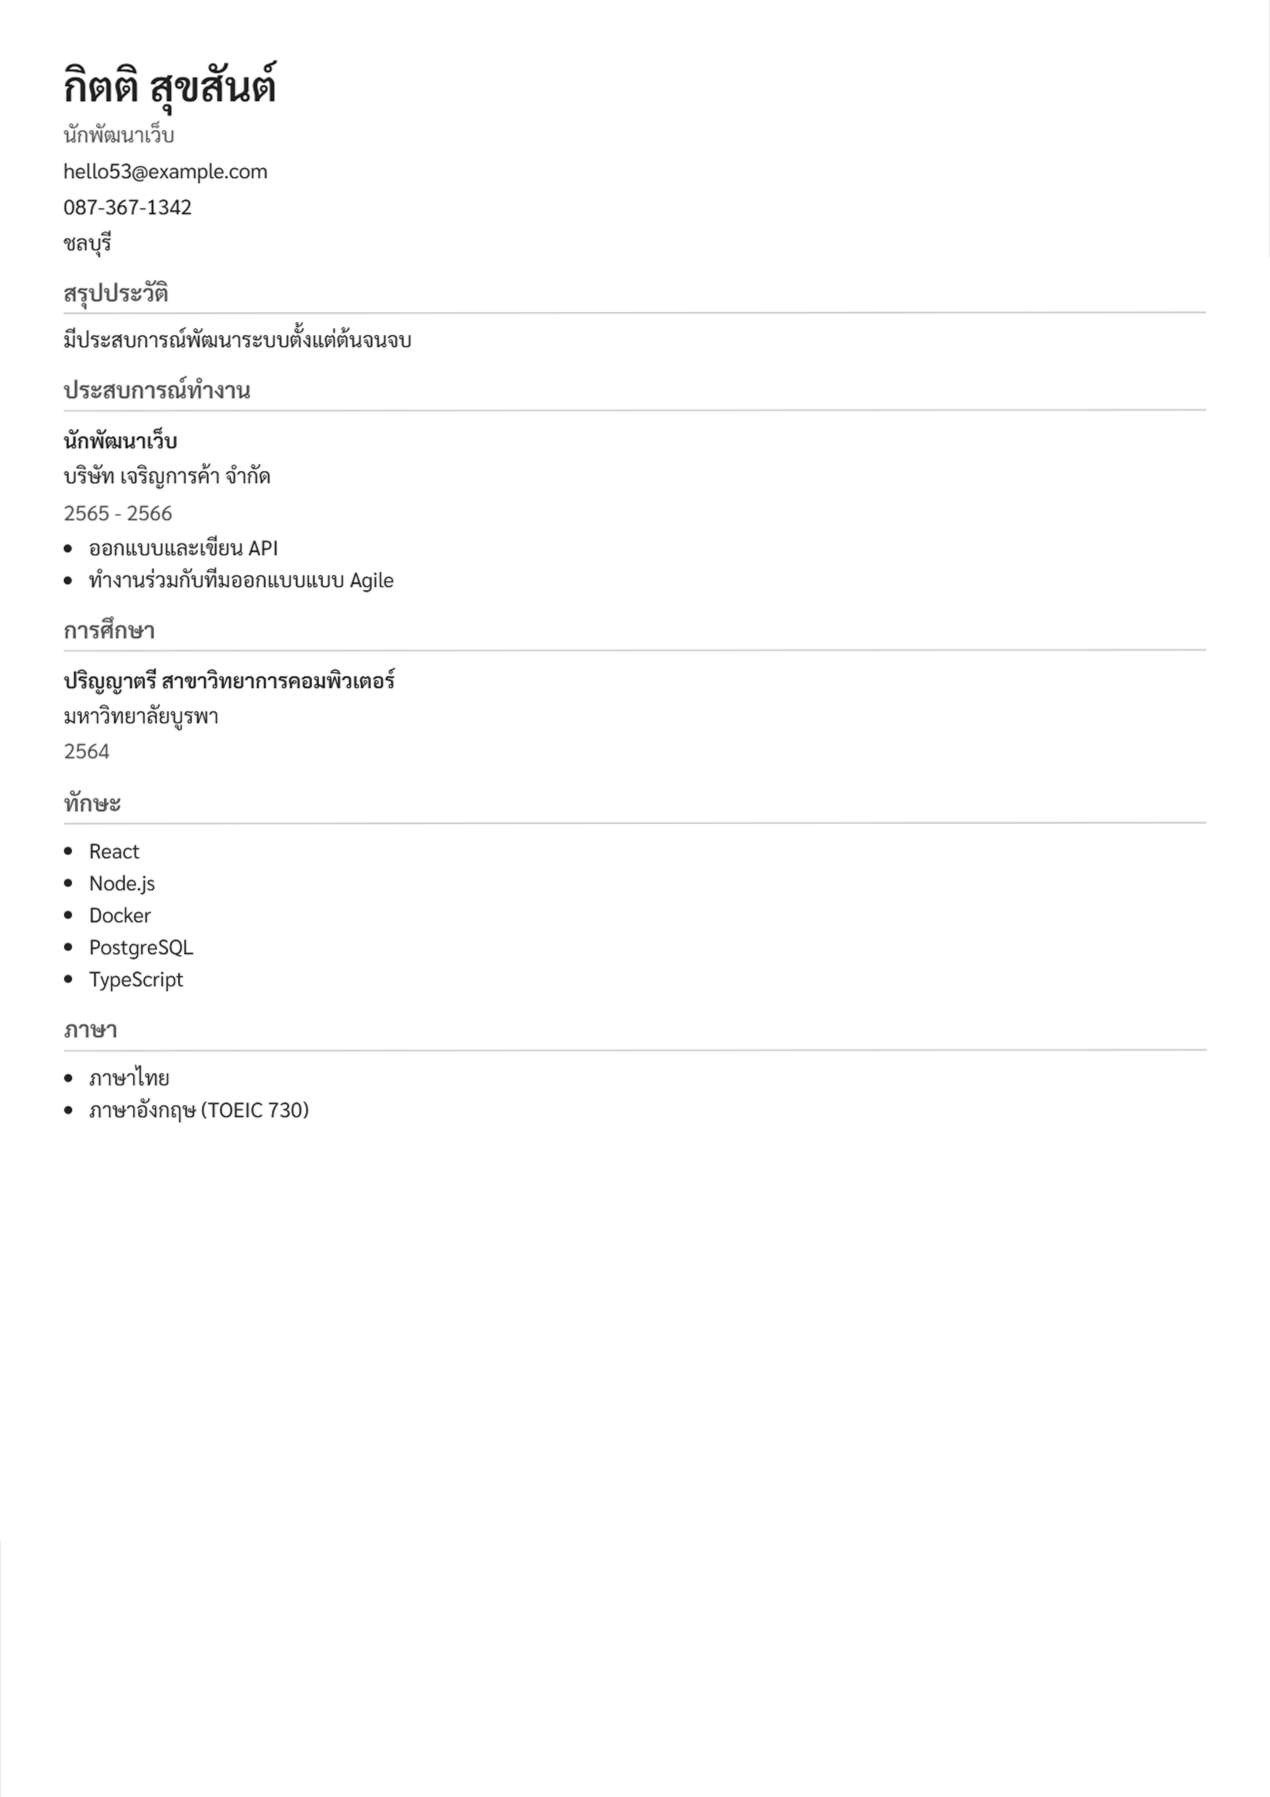 กิตติ สุขสันต์
นักพัฒนาเว็บ
hello53@example.com
087-367-1342
ชลบุรี
สรุปประวัติ
มีประสบการณ์พัฒนาระบบตั้งแต่ต้นจนจบ
ประสบการณ์ทำงาน
นักพัฒนาเว็บ
บริษัท เจริญการค้า จำกัด
2565 - 2566
• ออกแบบและเขียน API
• ทำงานร่วมกับทีมออกแบบแบบ Agile
การศึกษา
ปริญญาตรี สาขาวิทยาการคอมพิวเตอร์
มหาวิทยาลัยบูรพา
2564
ทักษะ
• React
• Node.js
• Docker
• PostgreSQL
• TypeScript
ภาษา
• ภาษาไทย
• ภาษาอังกฤษ (TOEIC 730)